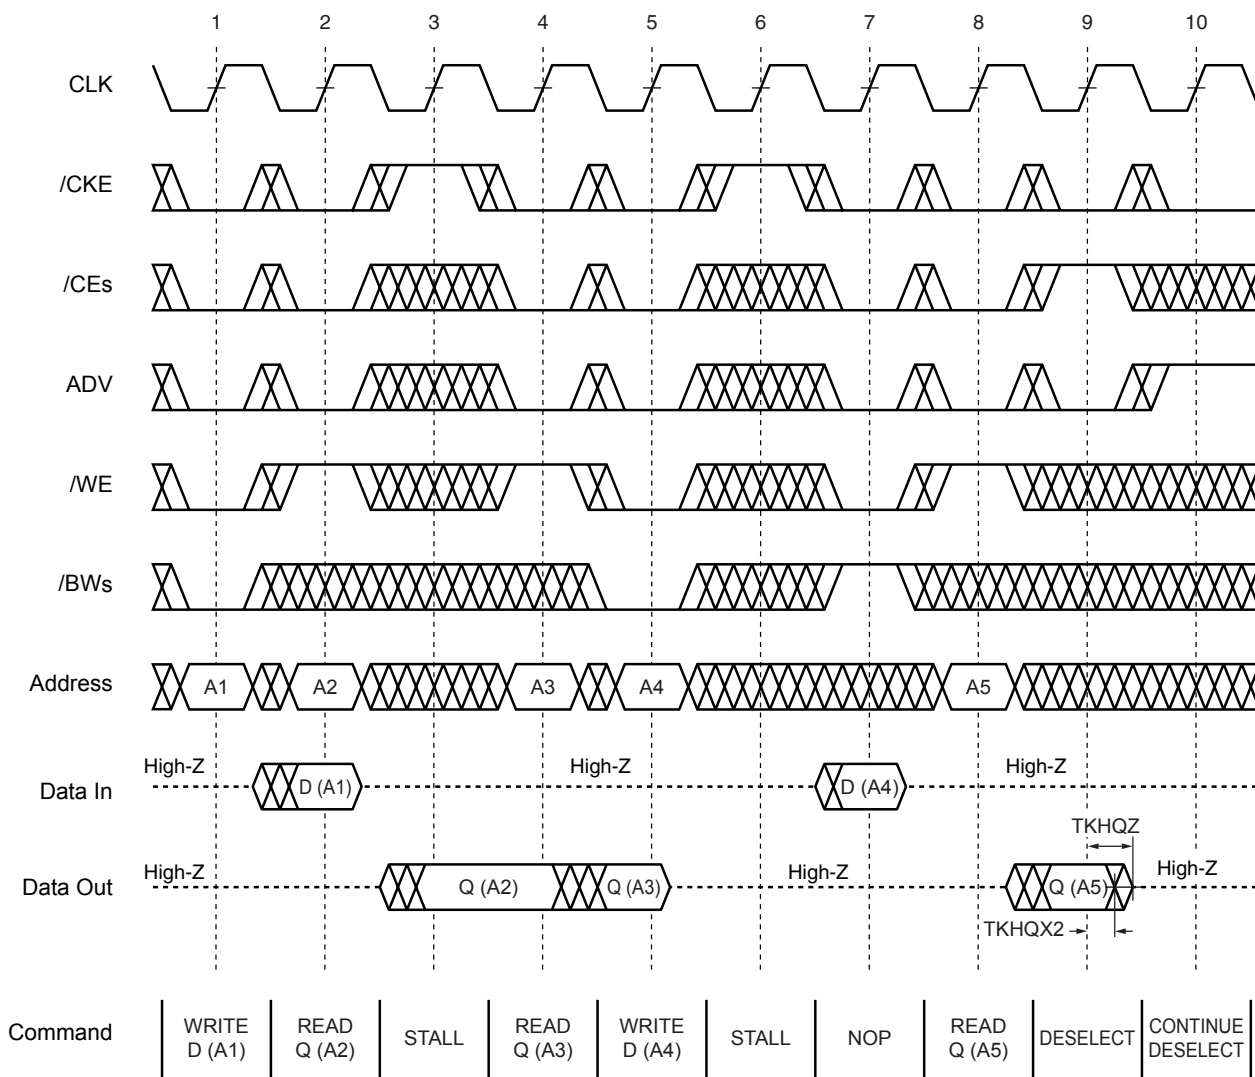 1 2 3 4 5 6 7 8 9 10
CLK
/CKE
/CEs
ADV
/WE
/BWs
Address A1 A2 A3 A4 A5
High-Z High-Z High-Z
Data In D (A1) D (A4)
TKHQZ
High-Z High-Z High-Z
Data Out Q (A2) Q (A3) Q (A5)
TKHQX2
Command
WRITE
D (A1)
READ
Q (A2)
STALL
READ
Q (A3)
WRITE
D (A4)
STALL
NOP
READ
Q (A5)
DESELECT
CONTINUE
DESELECT